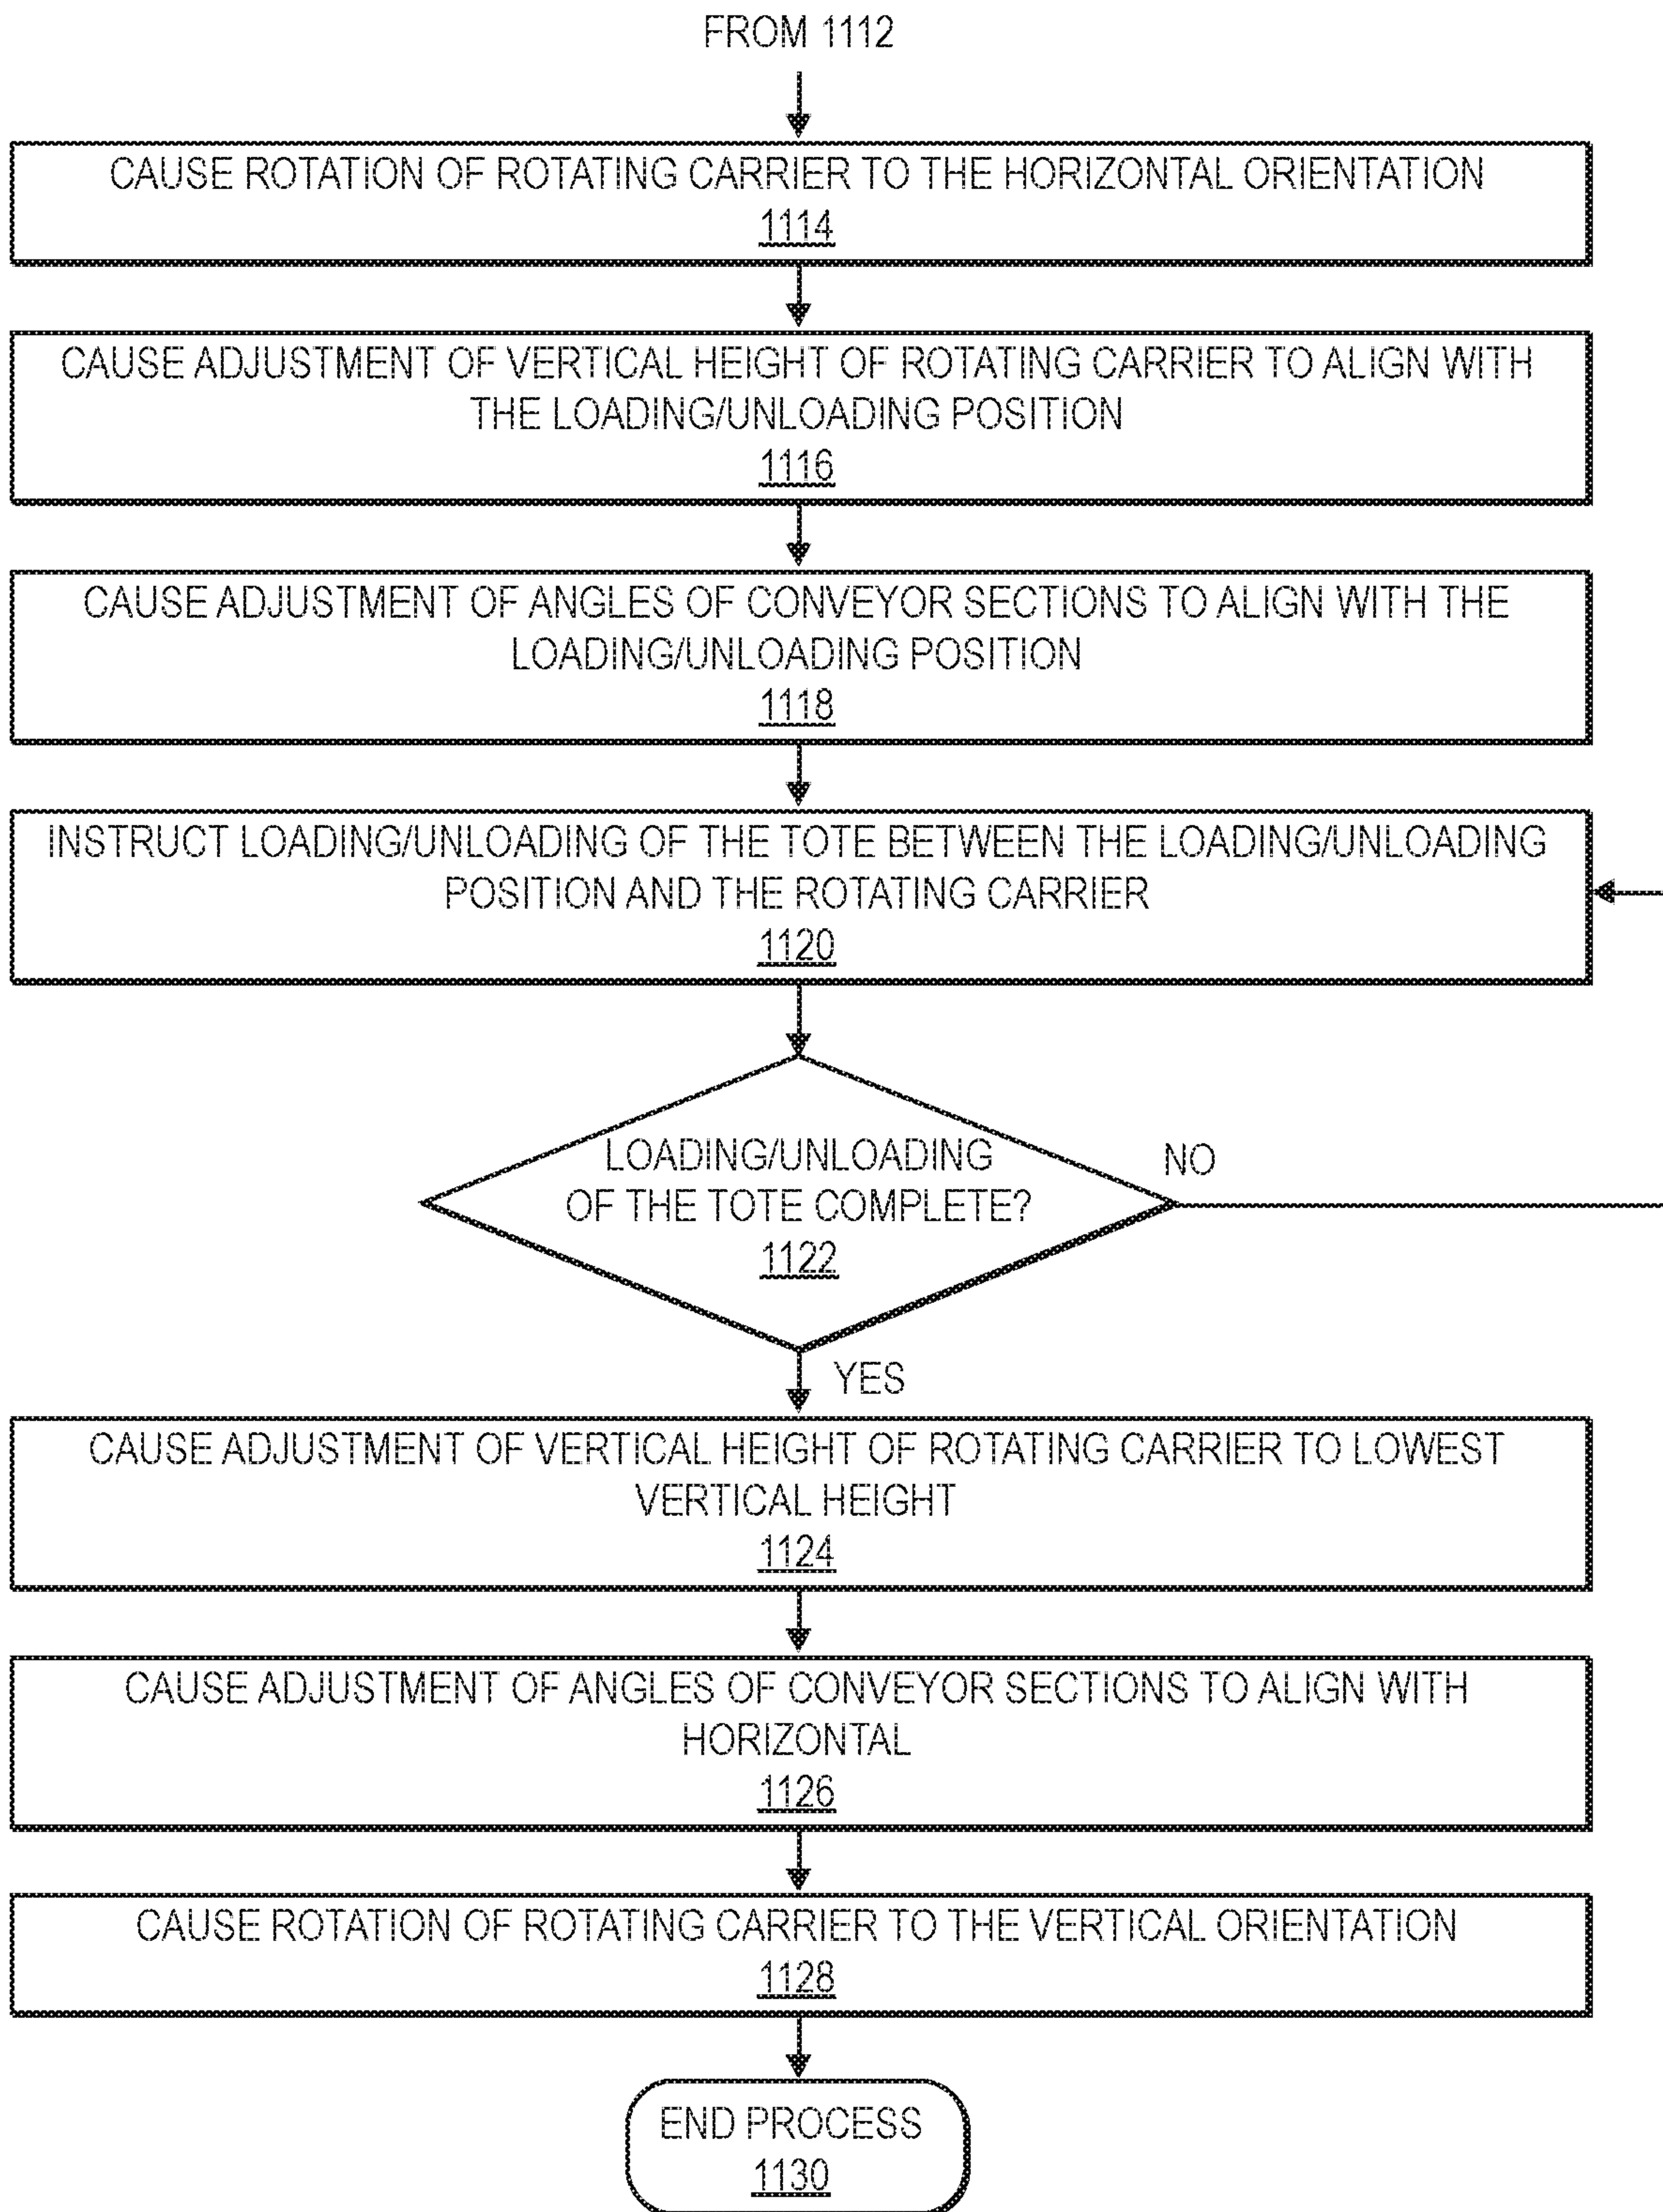 FROM 1112
CAUSE ROTATION OF ROTATING CARRIER TO THE HORIZONTAL ORIENTATION
1114
CAUSE ADJUSTMENT OF VERTICAL HEIGHT OF ROTATING CARRIER TO ALIGN WITH
THE LOADING/UNLOADING POSITION
1116
CAUSE ADJUSTMENT OF ANGLES OF CONVEYOR SECTIONS TO ALIGN WITH THE
LOADING/UNLOADING POSITION
1118
INSTRUCT LOADING/UNLOADING OF THE TOTE BETWEEN THE LOADING/UNLOADING
POSITION AND THE ROTATING CARRIER
1120
LOADING/UNLOADING
OF THE TOTE COMPLETE?
1122
NO
YES
CAUSE ADJUSTMENT OF VERTICAL HEIGHT OF ROTATING CARRIER TO LOWEST
VERTICAL HEIGHT
1124
CAUSE ADJUSTMENT OF ANGLES OF CONVEYOR SECTIONS TO ALIGN WITH
HORIZONTAL
1126
CAUSE ROTATION OF ROTATING CARRIER TO THE VERTICAL ORIENTATION
1128
END PROCESS
1130